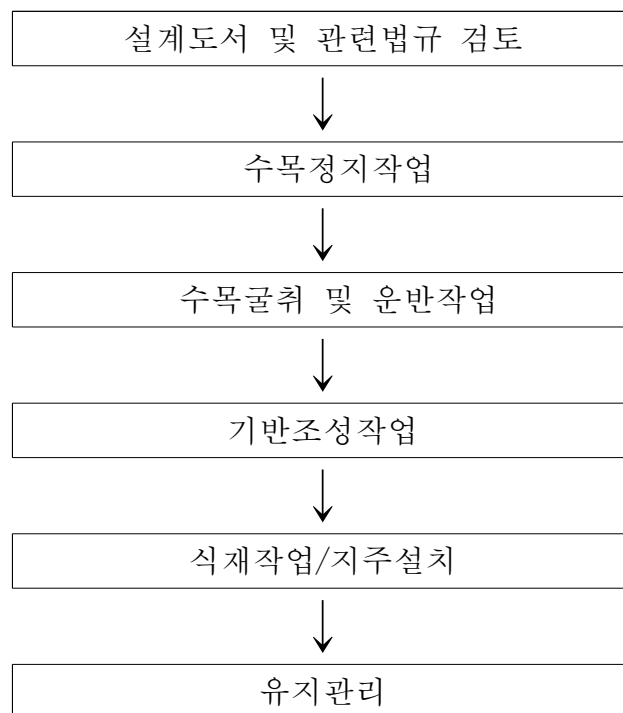 설계도서 및 관련법규 검토
수목정지작업
수목굴취 및 운반작업
기반조성작업
식재작업/지주설치
유지관리